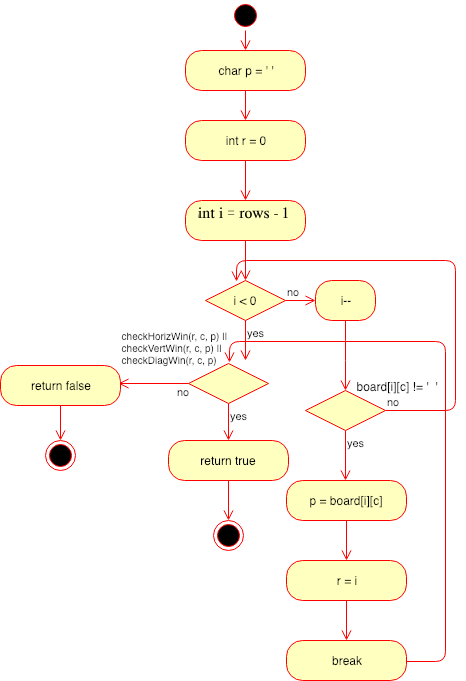 char p = ' '
int r = 0
int i = rows - 1
i < 0
no
i--
yes
checkHorizWin(r, c, p) ||
checkVertWin(r, c, p) ||
checkDiagWin(r, c, p)
return false
no
board[i][c] != ' '
no
yes
return true
yes
p = board[i][c]
r = i
break